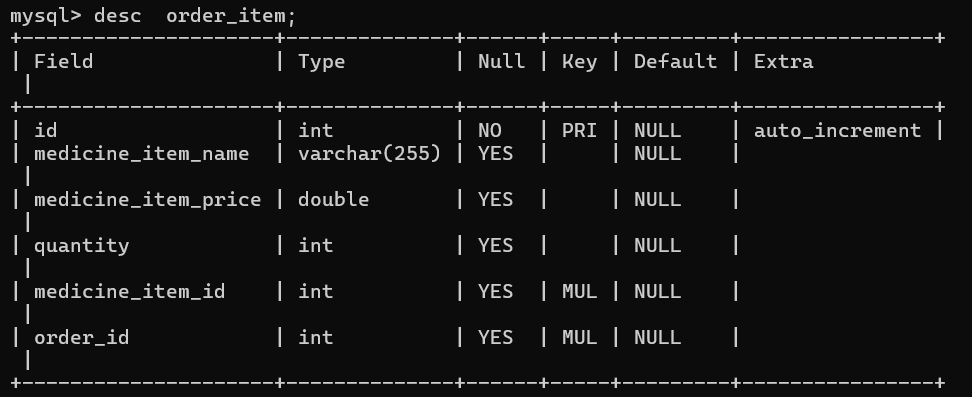 mysql> desc  order_item;
+----------------------+--------------+------+-----+---------+----------------+
| Field                | Type         | Null | Key | Default | Extra
 |
+----------------------+--------------+------+-----+---------+----------------+
| id                   | int          | NO   | PRI | NULL    | auto_increment |
| medicine_item_name   | varchar(255) | YES  |     | NULL    |
 |
| medicine_item_price  | double       | YES  |     | NULL    |
 |
| quantity             | int          | YES  |     | NULL    |
 |
| medicine_item_id     | int          | YES  | MUL | NULL    |
 |
| order_id             | int          | YES  | MUL | NULL    |
 |
+----------------------+--------------+------+-----+---------+----------------+